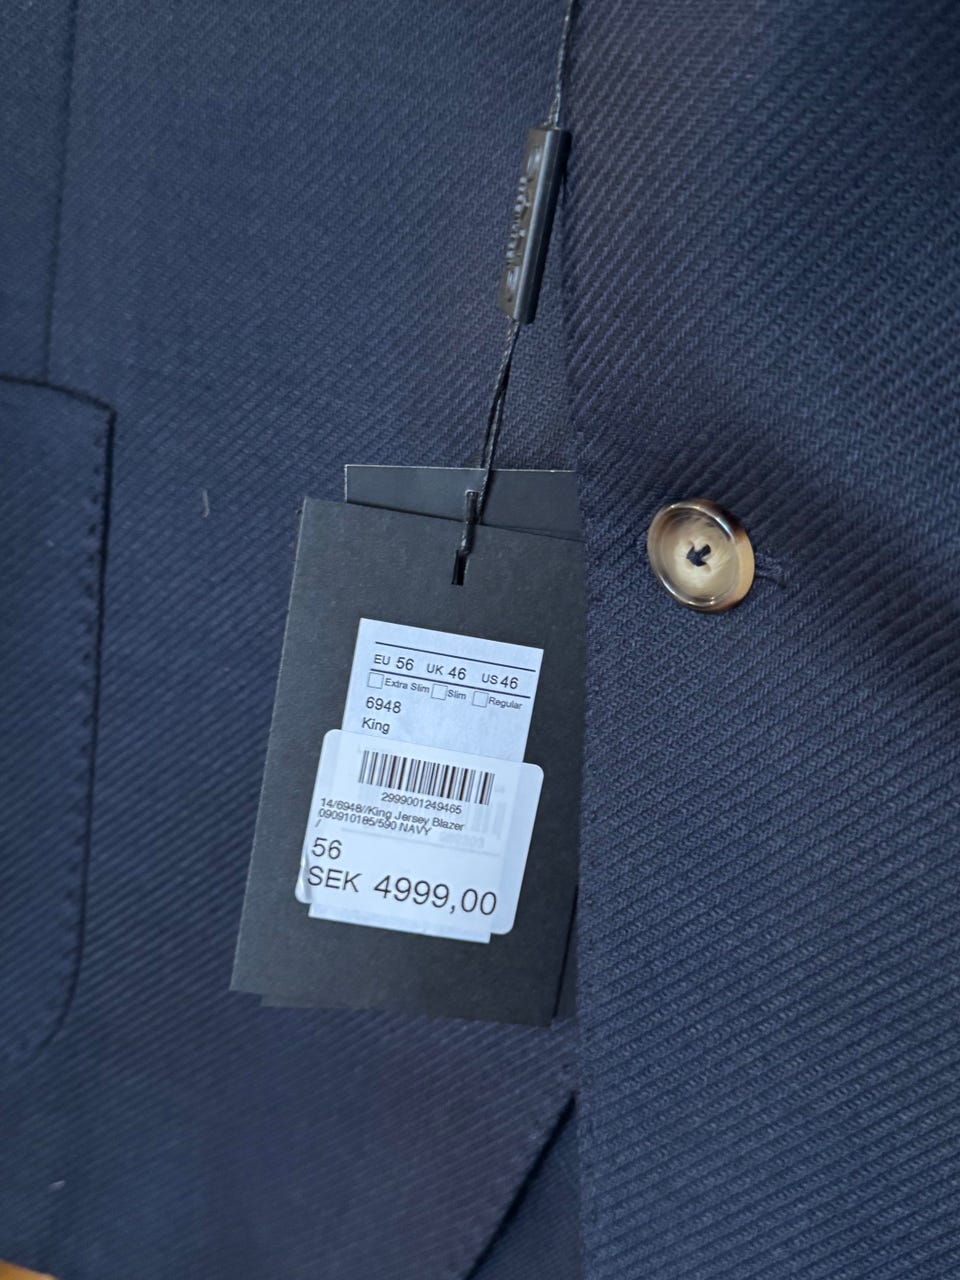 EU 56 UK 46 US 46
Extra Slim Slim Regular
6948
King
2999001249465
14/6948//King Jersey Blazer
090910185/590 NAVY
/
56
SEK 4999,00